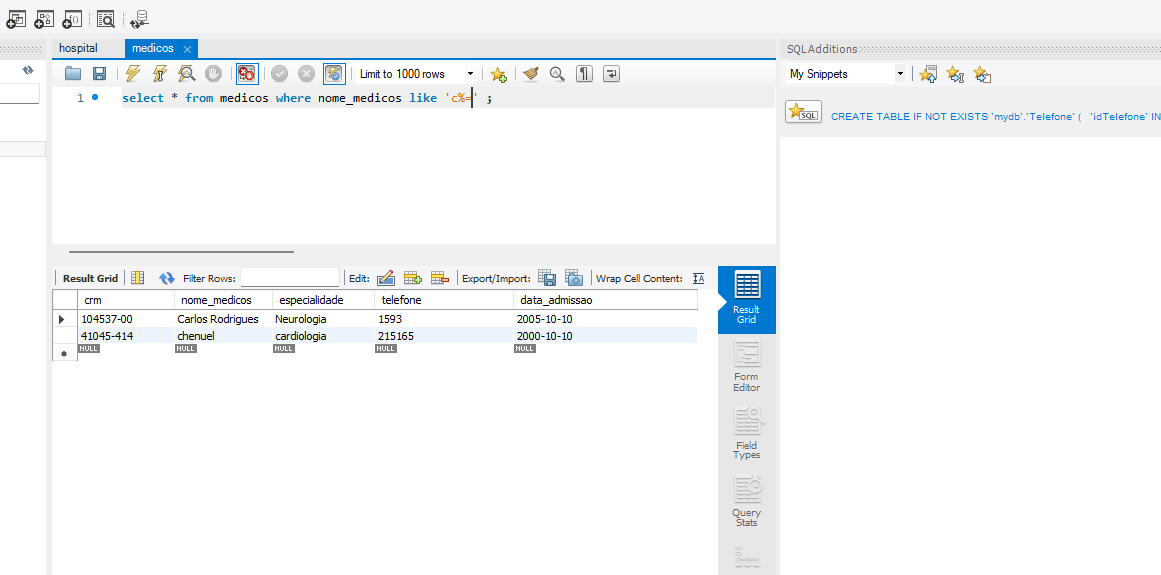 hospital
medicos
SQLAdditions
Limit to 1000 rows
My Snippets
1
select * from medicos where nome_medicos like 'c%=' ;
SQL
CREATE TABLE IF NOT EXISTS `mydb`.`Telefone` ( `idTelefone` IN
Result Grid
Filter Rows:
Edit:
Export/Import:
Wrap Cell Content:
crm nome_medicos especialidade telefone data_admissao
104537-00 Carlos Rodrigues Neurologia 1593 2005-10-10
41045-414 chenuel cardiologia 215165 2000-10-10
NULL NULL NULL NULL NULL
Result
Grid
Form
Editor
Field
Types
Query
Stats